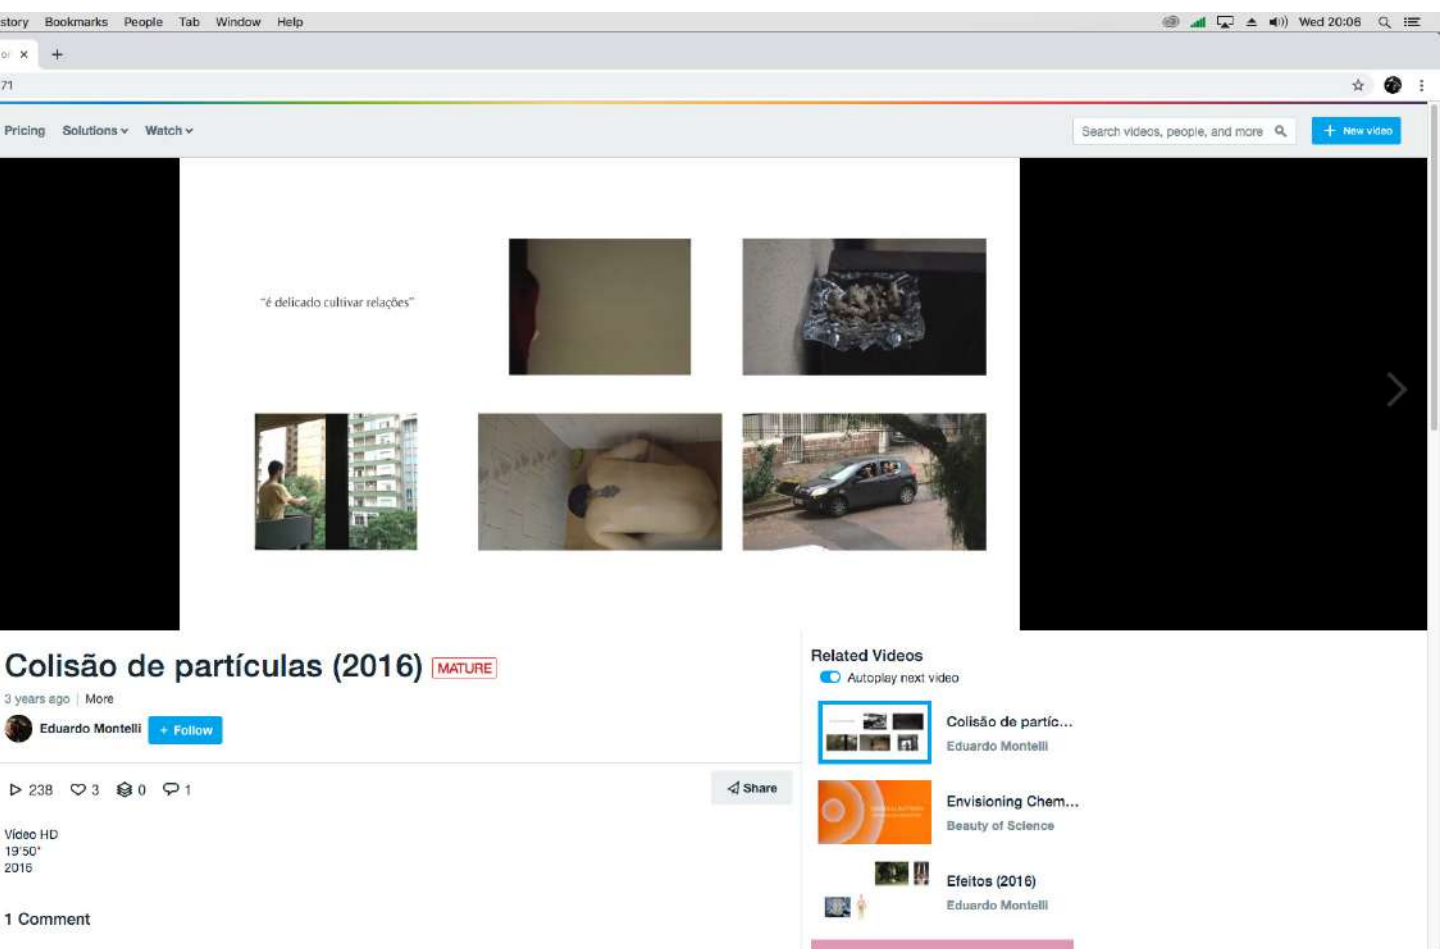 story Bookmarks People Tab Window Help Wed 20:06
71
Pricing Solutions Watch Search videos, people, and more + New video
"é delicado cultivar relações"
Colisão de partículas (2016) MATURE
3 years ago | More
Eduardo Montelli + Follow
238 3 0 1 Share
Vídeo HD
19'50"
2016
1 Comment
Related Videos
Autoplay next video
Colisão de partíc...
Eduardo Montelli
Envisioning Chem...
Beauty of Science
Efeitos (2016)
Eduardo Montelli